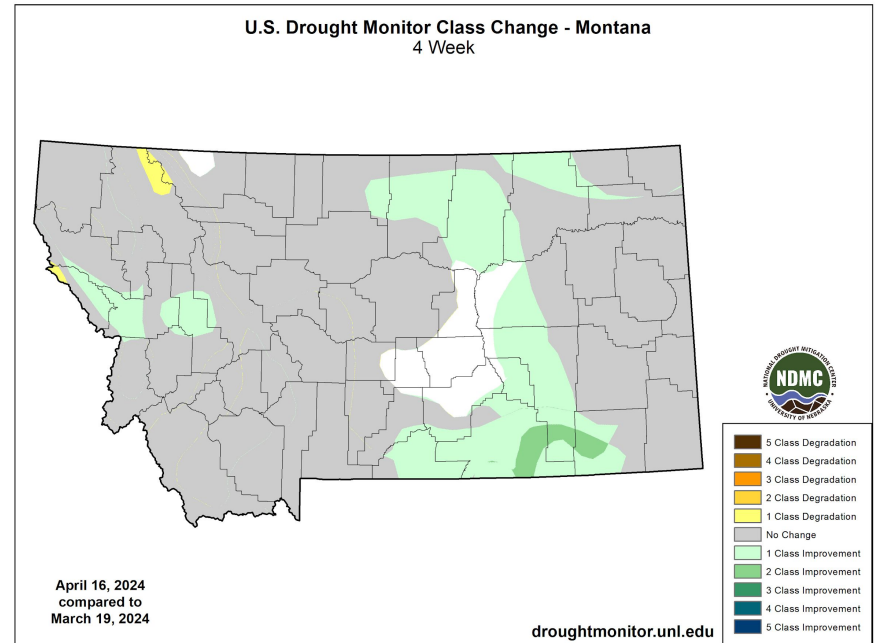 U.S. Drought Monitor Class Change - Montana
4 Week
NATIONAL DROUGHT MITIGATION CENTER
NDMC
UNIVERSITY OF NEBRASKA
5 Class Degradation
4 Class Degradation
3 Class Degradation
2 Class Degradation
1 Class Degradation
No Change
1 Class Improvement
2 Class Improvement
3 Class Improvement
4 Class Improvement
5 Class Improvement
April 16, 2024
compared to
March 19, 2024
droughtmonitor.unl.edu